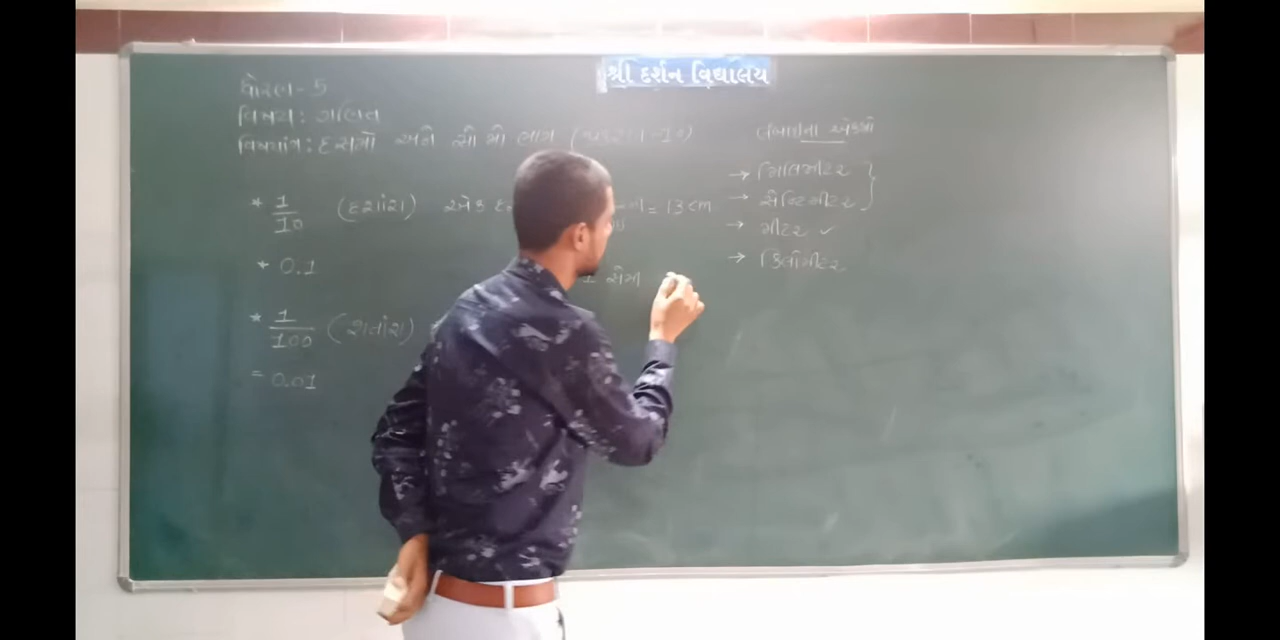 શ્રી દર્શન વિદ્યાલય
ધોરણ - 5
વિષય : ગણિત
વિષયાંગ : દસમો અને સોમો ભાગ
* 1/10 (દશાંશ) એક = 13 cm
* 0.1
1 સેમી
* 1/100 (શતાંશ)
= 0.01
લંબાઈના એકમો
→ મિલિમીટર
→ સેન્ટિમીટર
→ મીટર ✓
→ કિલોમીટર